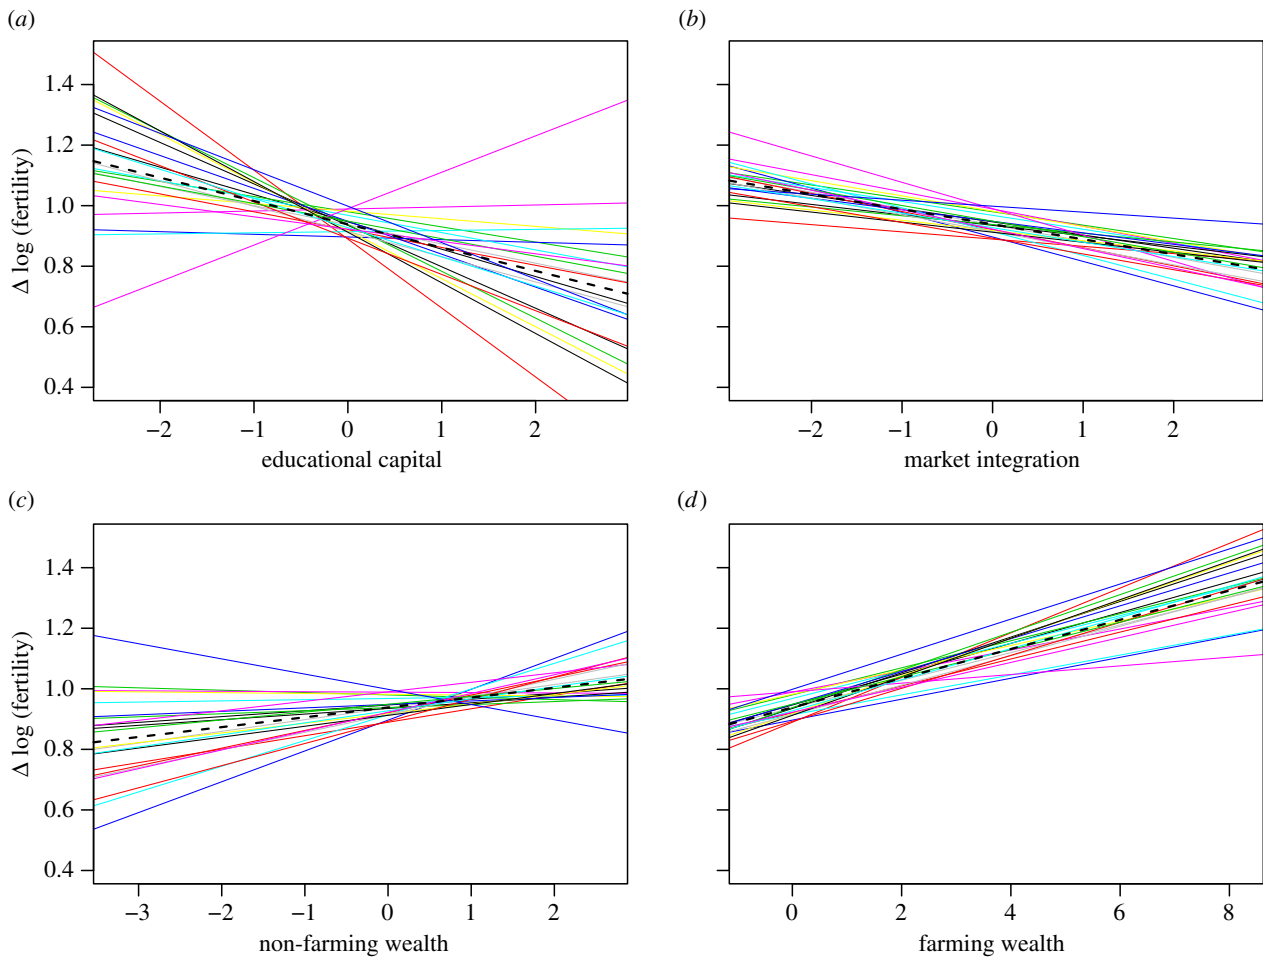 (a)
(b)
Δ log (fertility)
1.4
1.2
1.0
0.8
0.6
0.4
−2 −1 0 1 2
educational capital
−2 −1 0 1 2
market integration
(c)
(d)
Δ log (fertility)
1.4
1.2
1.0
0.8
0.6
0.4
−3 −2 −1 0 1 2
non-farming wealth
0 2 4 6 8
farming wealth